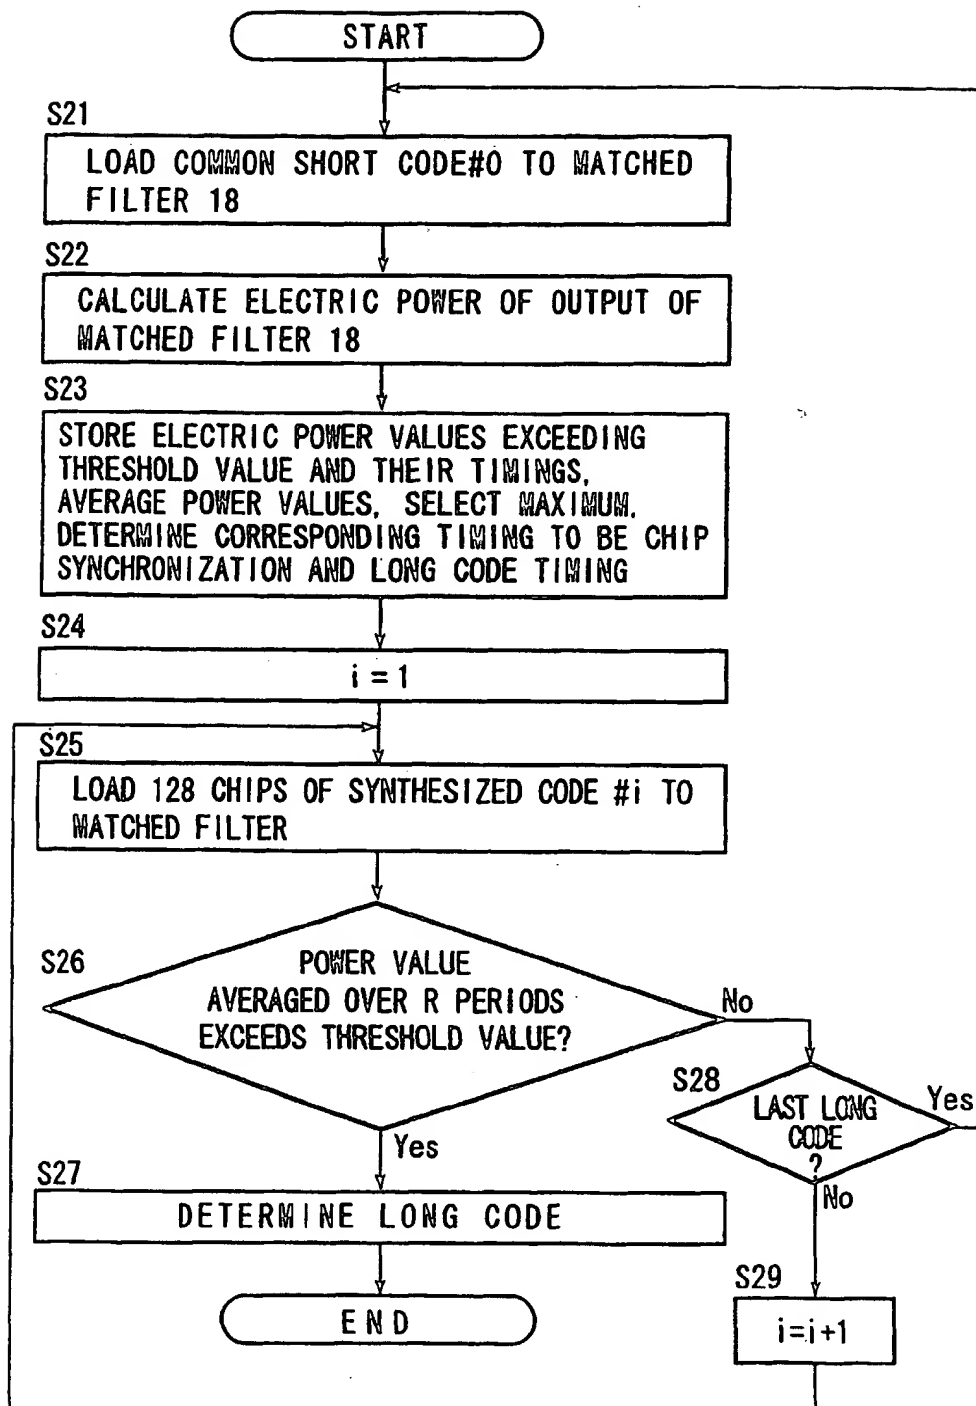 START
S21
LOAD COMMON SHORT CODE#0 TO MATCHED
FILTER 18
S22
CALCULATE ELECTRIC POWER OF OUTPUT OF
MATCHED FILTER 18
S23
STORE ELECTRIC POWER VALUES EXCEEDING
THRESHOLD VALUE AND THEIR TIMINGS,
AVERAGE POWER VALUES, SELECT MAXIMUM.
DETERMINE CORRESPONDING TIMING TO BE CHIP
SYNCHRONIZATION AND LONG CODE TIMING
S24
i = 1
S25
LOAD 128 CHIPS OF SYNTHESIZED CODE #i TO
MATCHED FILTER
S26
POWER VALUE
AVERAGED OVER R PERIODS
EXCEEDS THRESHOLD VALUE?
No
S28
LAST LONG
CODE
?
Yes
Yes
No
S27
DETERMINE LONG CODE
S29
i=i+1
END